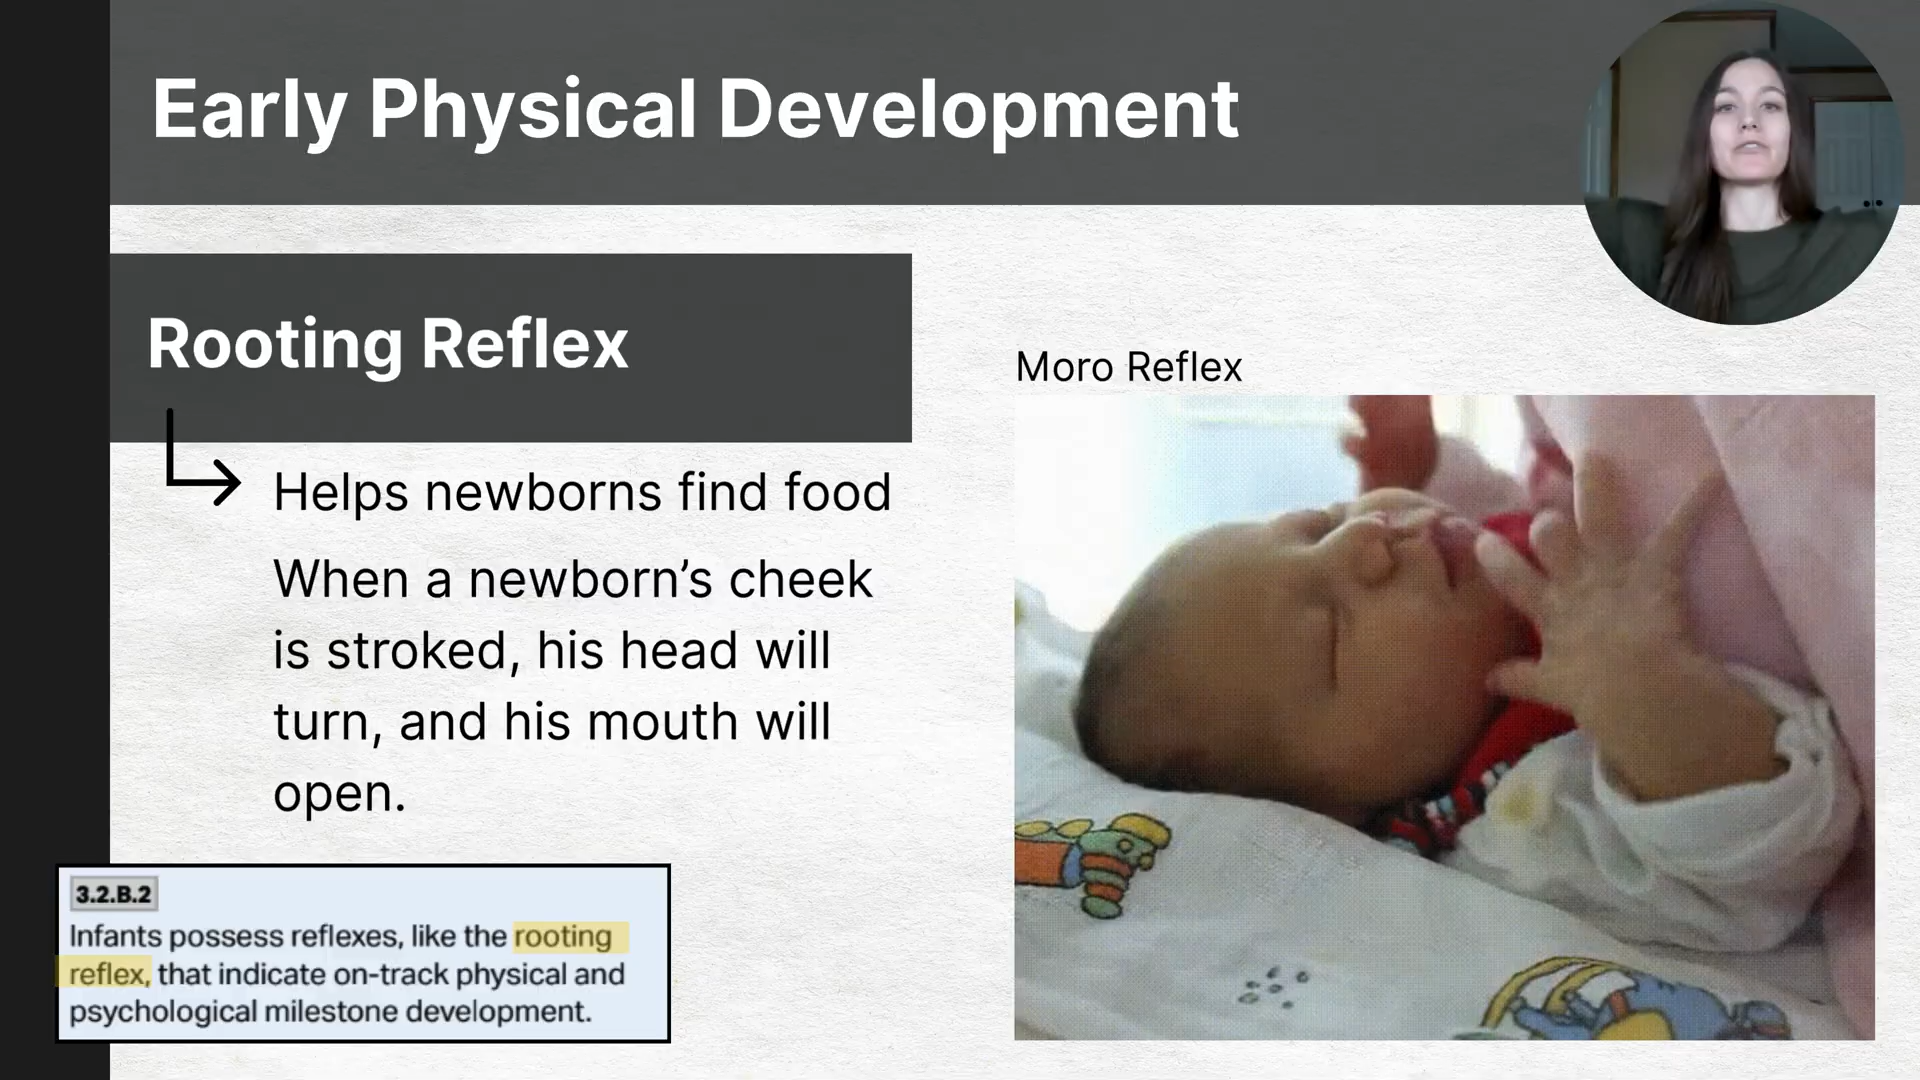 Early Physical Development
Rooting Reflex
Helps newborns find food
When a newborn’s cheek
is stroked, his head will
turn, and his mouth will
open.
Moro Reflex
3.2.B.2
Infants possess reflexes, like the rooting
reflex, that indicate on-track physical and
psychological milestone development.